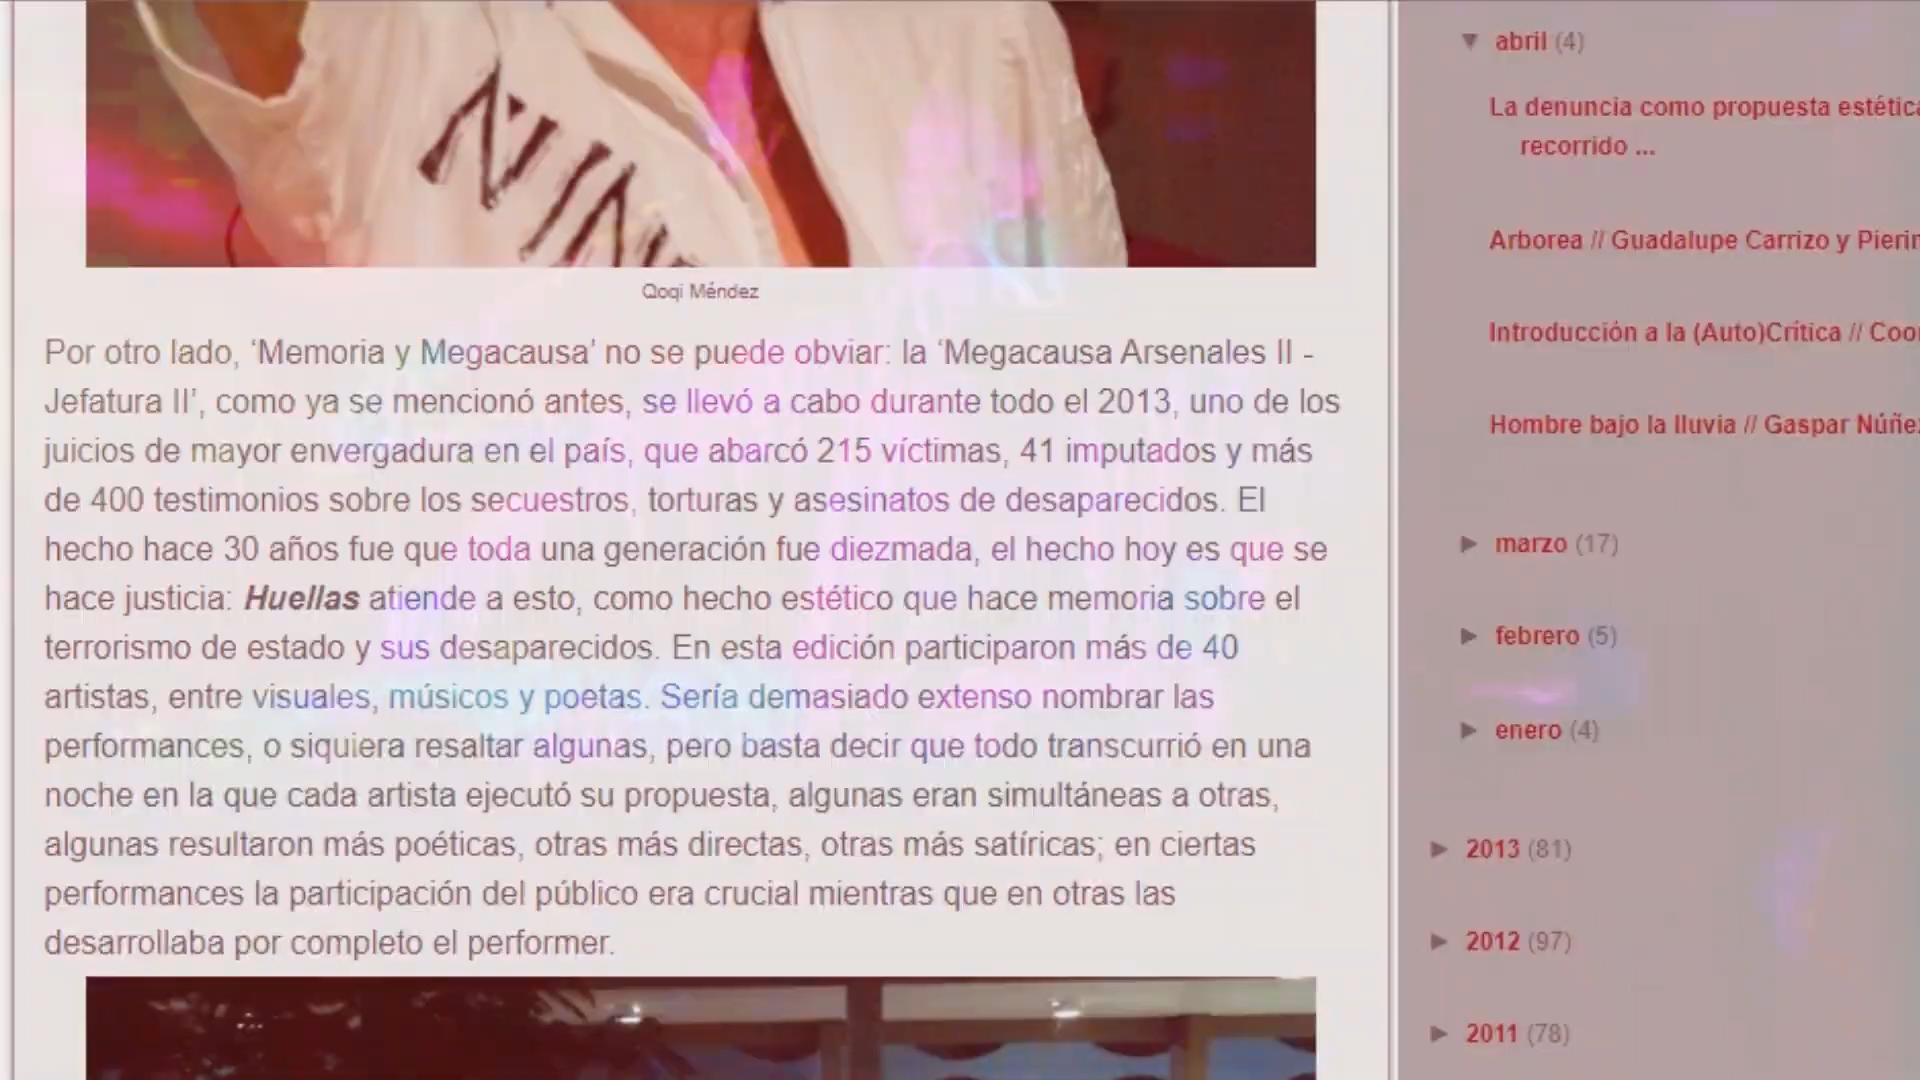 Qoqi Méndez
Por otro lado, ‘Memoria y Megacausa’ no se puede obviar: la ‘Megacausa Arsenales II -
Jefatura II’, como ya se mencionó antes, se llevó a cabo durante todo el 2013, uno de los
juicios de mayor envergadura en el país, que abarcó 215 víctimas, 41 imputados y más
de 400 testimonios sobre los secuestros, torturas y asesinatos de desaparecidos. El
hecho hace 30 años fue que toda una generación fue diezmada, el hecho hoy es que se
hace justicia: Huellas atiende a esto, como hecho estético que hace memoria sobre el
terrorismo de estado y sus desaparecidos. En esta edición participaron más de 40
artistas, entre visuales, músicos y poetas. Sería demasiado extenso nombrar las
performances, o siquiera resaltar algunas, pero basta decir que todo transcurrió en una
noche en la que cada artista ejecutó su propuesta, algunas eran simultáneas a otras,
algunas resultaron más poéticas, otras más directas, otras más satíricas; en ciertas
performances la participación del público era crucial mientras que en otras las
desarrollaba por completo el performer.
▼ abril (4)
La denuncia como propuesta estética
recorrido ...
Arborea // Guadalupe Carrizo y
Introducción a la (Auto)Crítica //
Hombre bajo la lluvia // Gaspar
► marzo (17)
► febrero (5)
► enero (4)
► 2013 (81)
► 2012 (97)
► 2011 (78)